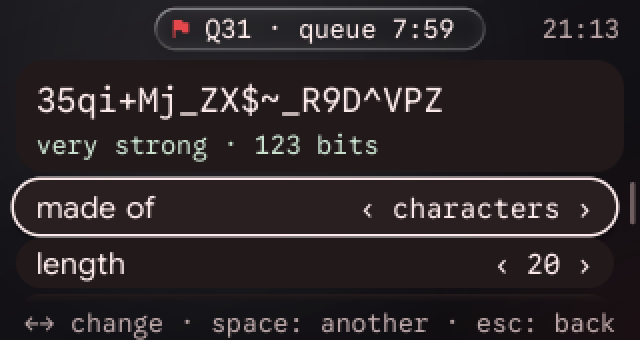 Q31 · queue 7:59
21:13
35qi+Mj_ZX$~_R9D^VPZ
very strong · 123 bits
made of ‹ characters ›
length ‹ 20 ›
↔ change · space: another · esc: back